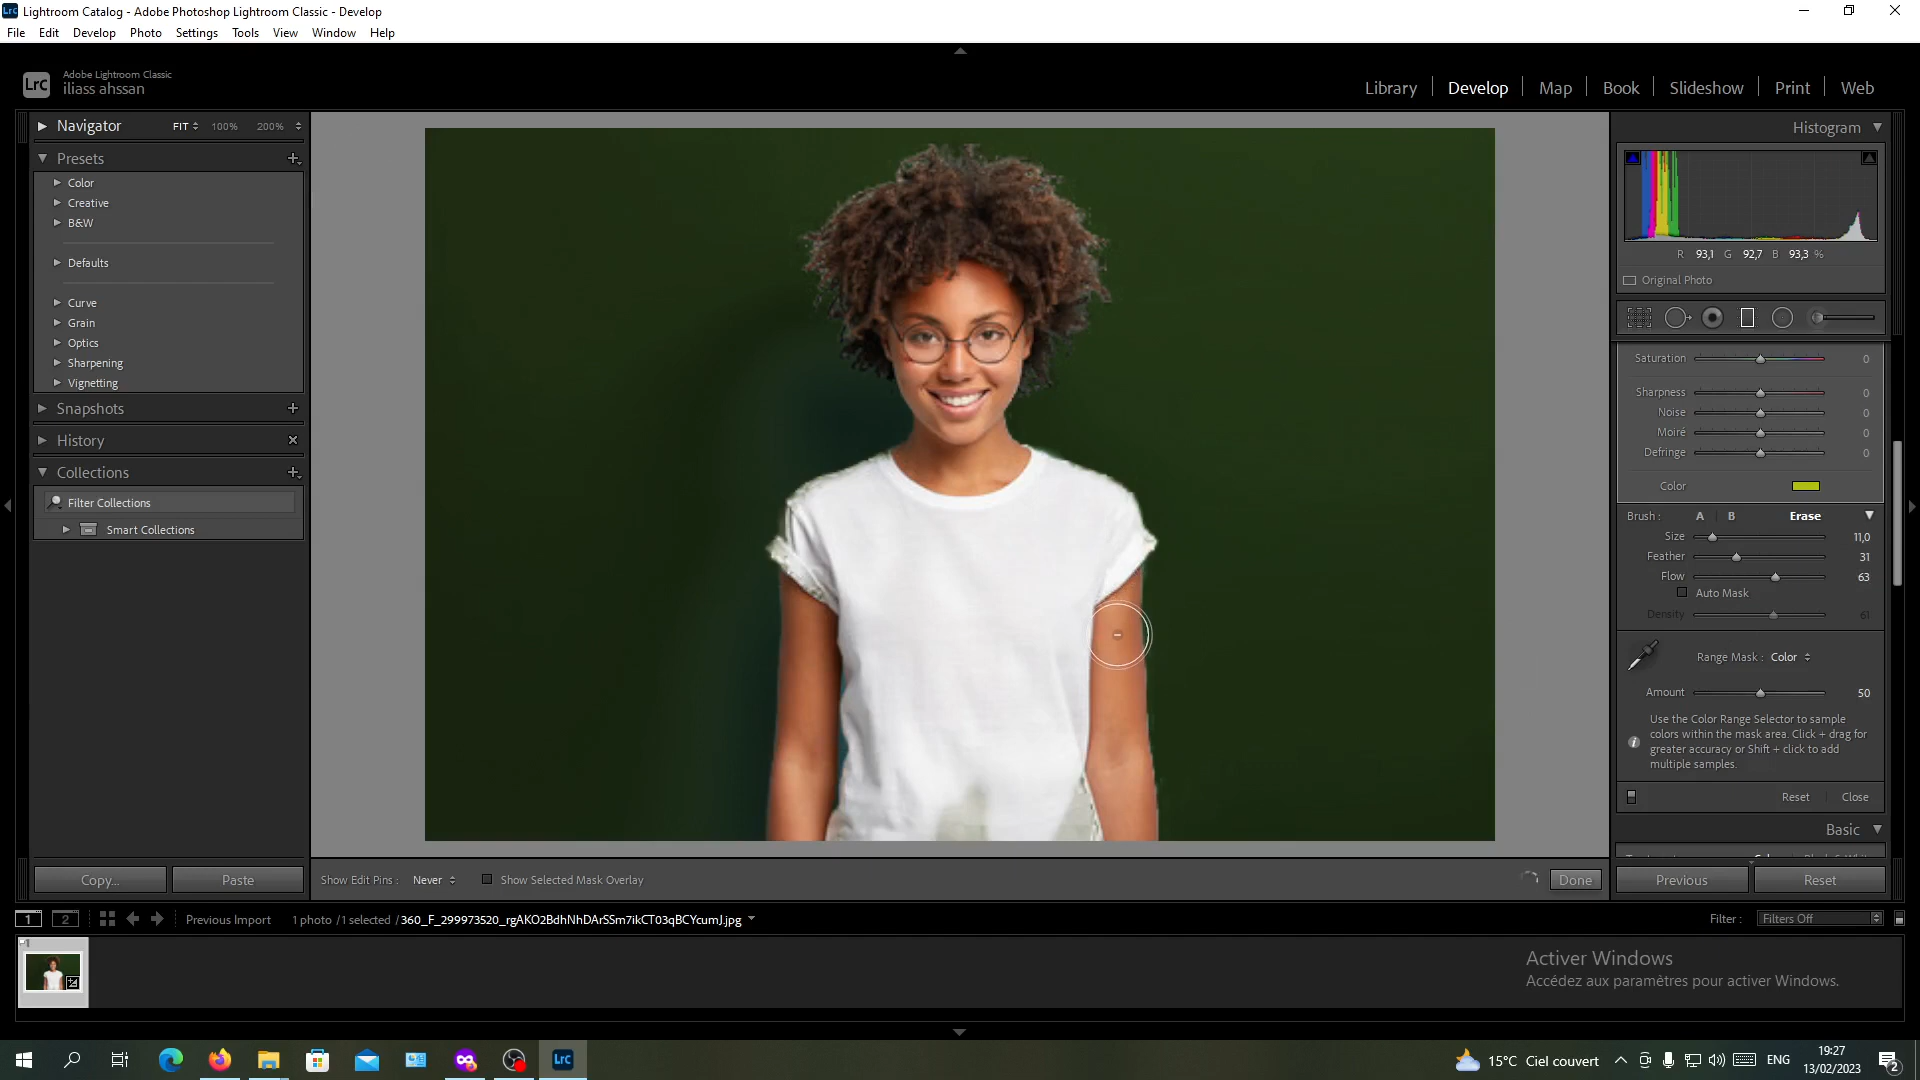 Lightroom Catalog - Adobe Photoshop Lightroom Classic - Develop
File Edit Develop Photo Settings Tools View Window Help
LrC
Adobe Lightroom Classic
iliass ahssan
Library Develop Map Book Slideshow Print Web
Navigator FIT 100% 200%
Presets
Color
Creative
B&W
Defaults
Curve
Grain
Optics
Sharpening
Vignetting
Snapshots
History
Collections
Filter Collections
Smart Collections
Histogram
R 93,1 G 92,7 B 93,3 %
Original Photo
Saturation 0
Sharpness 0
Noise 0
Moiré 0
Defringe 0
Color
Brush : A B Erase
Size 11,0
Feather 31
Flow 63
Auto Mask
Density 61
Range Mask : Color
Amount 50
Use the Color Range Selector to sample
colors within the mask area. Click + drag for
greater accuracy or Shift + click to add
multiple samples.
Reset Close
Basic
Copy... Paste
Show Edit Pins : Never Show Selected Mask Overlay Done
Previous Reset
1 2 Previous Import 1 photo / 1 selected / 360_F_299973520_rgAKO2BdhNhDArSSm7ikCT03qBCYcumJ.jpg
Filter : Filters Off
1
Activer Windows
Accédez aux paramètres pour activer Windows.
LrC
15°C Ciel couvert ENG
19:27
13/02/2023
2